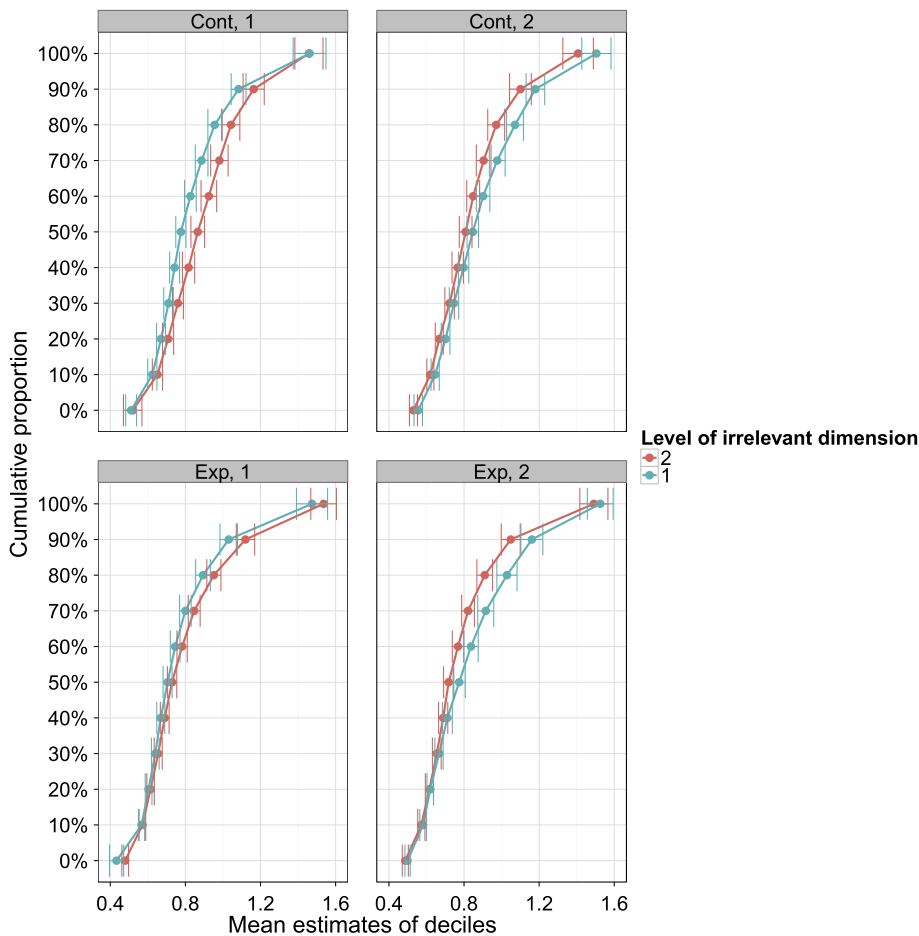 Cont, 1
Cont, 2
100%
90%
80%
70%
60%
50%
40%
30%
20%
10%
0%
Cumulative proportion
Exp, 1
Exp, 2
100%
90%
80%
70%
60%
50%
40%
30%
20%
10%
0%
0.4 0.8 1.2 1.6
0.4 0.8 1.2 1.6
Mean estimates of deciles
Level of irrelevant dimension
2
1